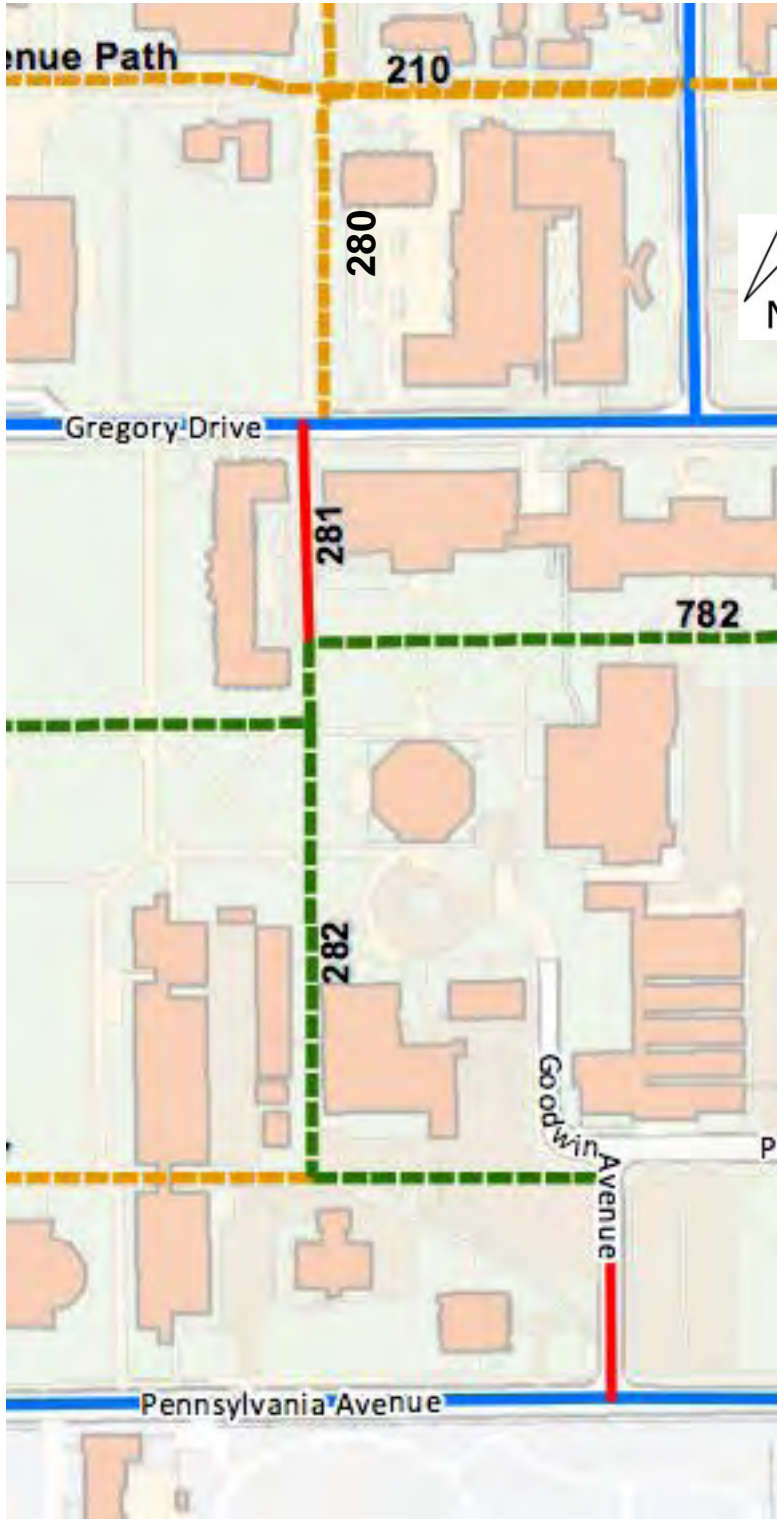 enue Path
210
280
N
Gregory Drive
281
782
282
Goodwin Avenue
P
Pennsylvania Avenue